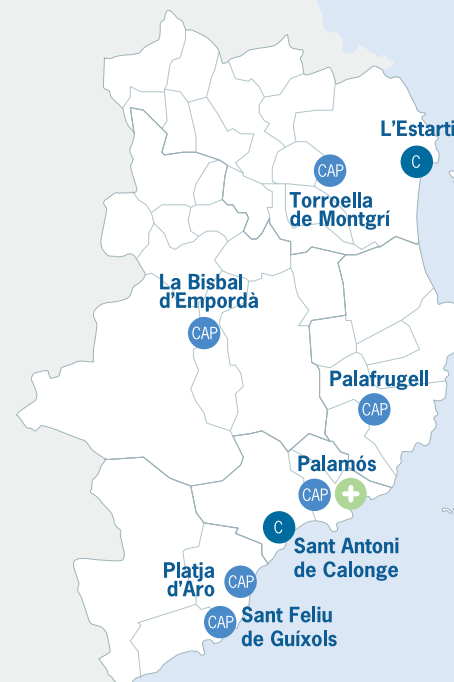 L'Estarti
C
CAP
Torroella
de Montgrí
La Bisbal
d'Empordà
CAP
Palafrugell
CAP
Palamós
CAP
C
Sant Antoni
de Calonge
Platja
d'Aro
CAP
CAP
Sant Feliu
de Guíxols